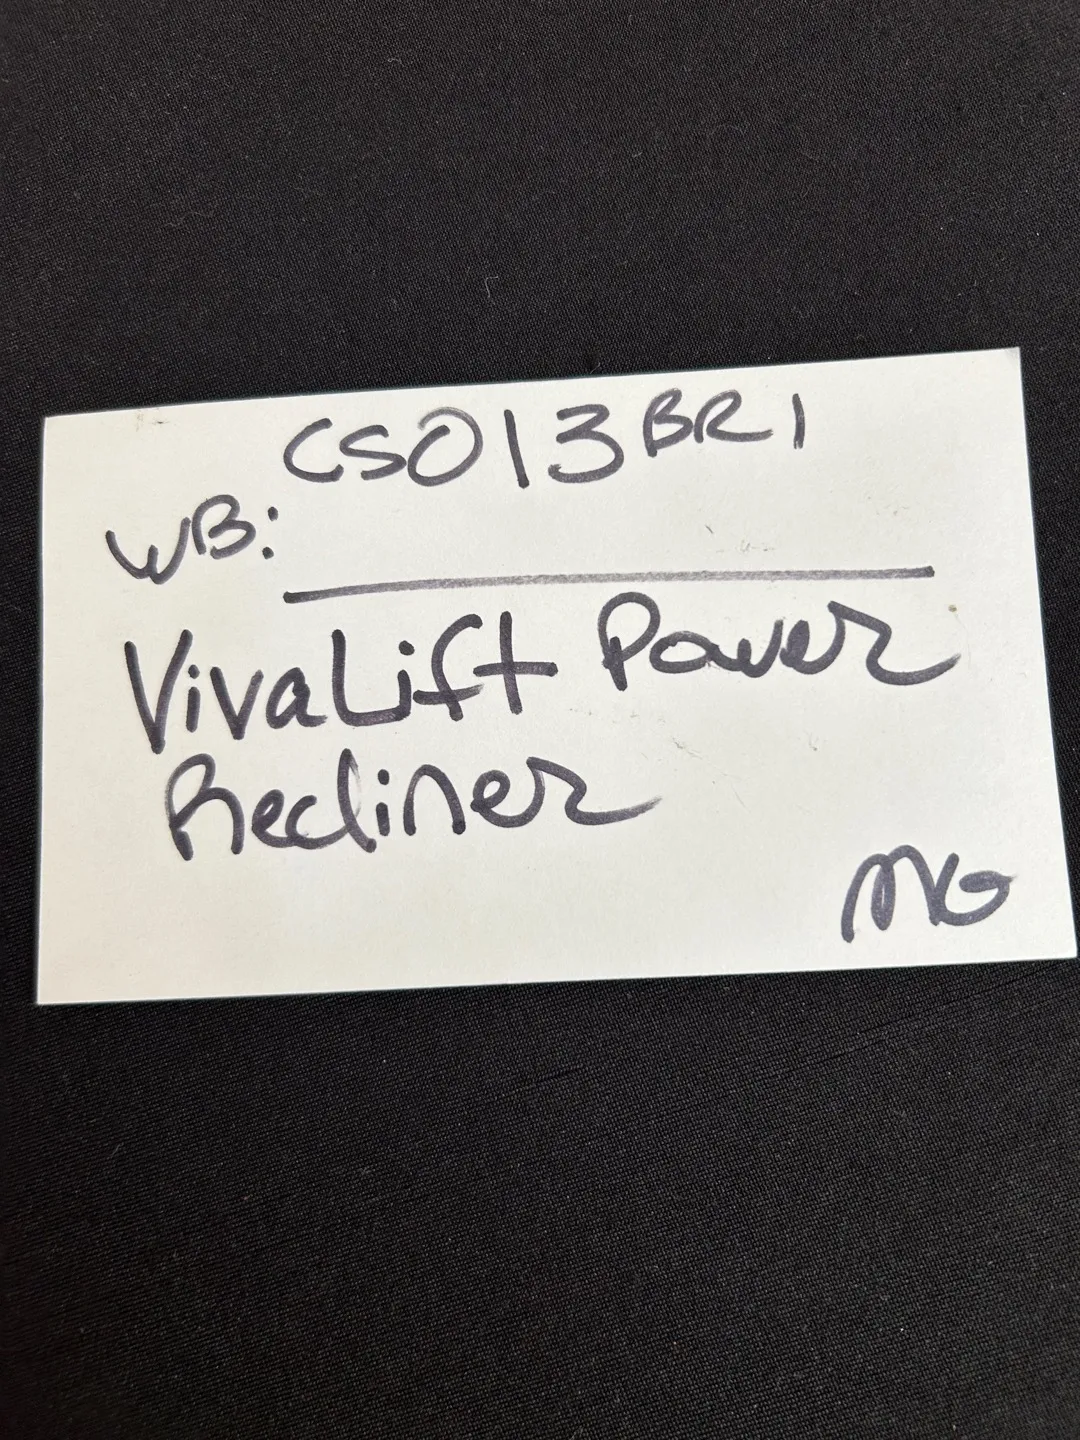 CS013BR1
WB:
VivaLift Power
Recliner
MG